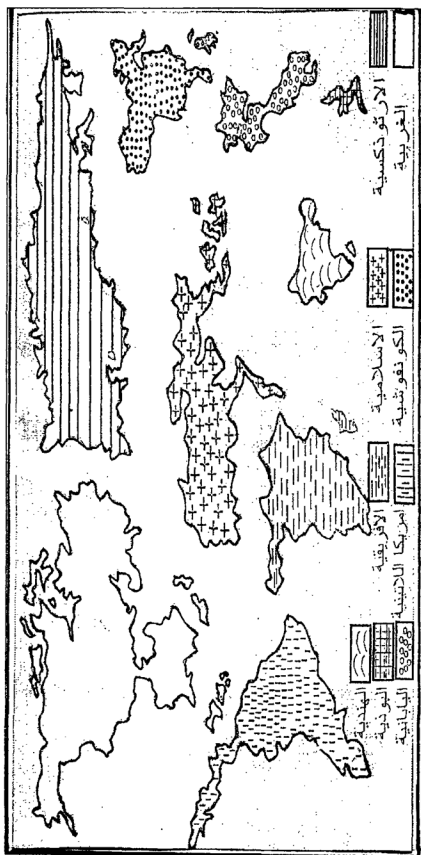 الغربية
الارثوذكسية
الكونفوشية
الاسلامية
امريكا اللاتينية
الافريقية
اليابانية
البوذية
الهندية